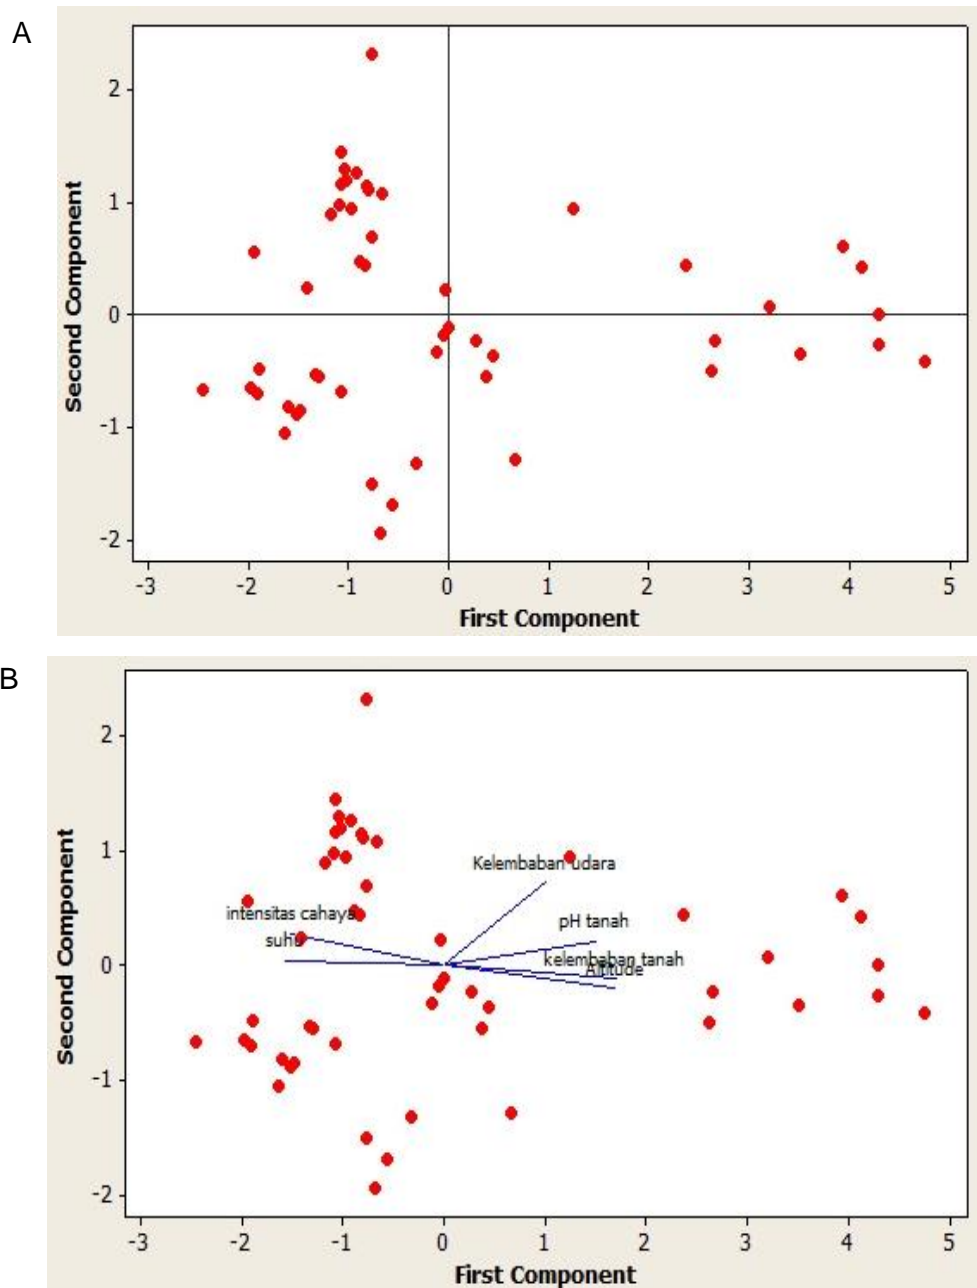 A
2
1
0
-1
-2
Second Component
-3 -2 -1 0 1 2 3 4 5
First Component
B
2
1
0
-1
-2
Second Component
Kelembaban udara
intensitas cahaya
pH tanah
suhu
kelembaban tanah
Altitude
-3 -2 -1 0 1 2 3 4 5
First Component